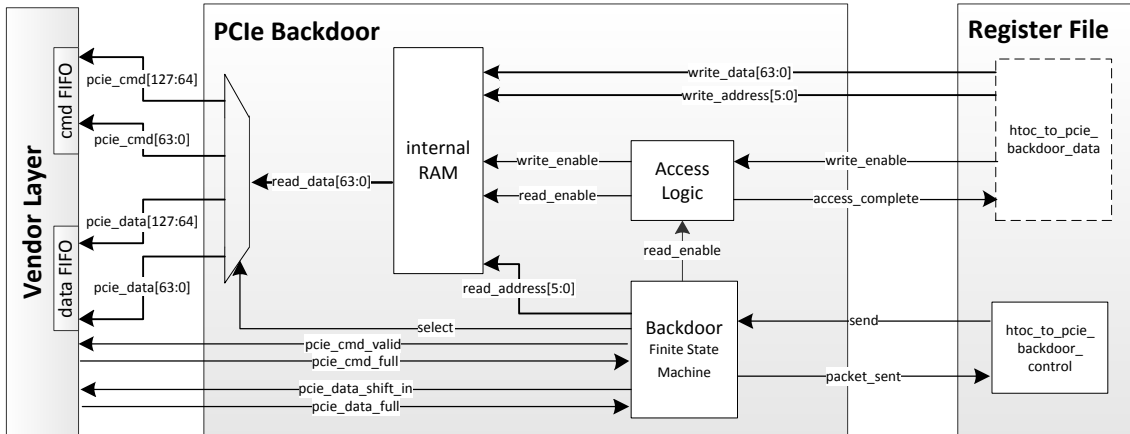 PCIe Backdoor
Register File
Vendor Layer
cmd FIFO
data FIFO
pcie_cmd[127:64]
pcie_cmd[63:0]
pcie_data[127:64]
pcie_data[63:0]
read_data[63:0]
internal
RAM
write_data[63:0]
write_address[5:0]
write_enable
read_enable
Access
Logic
write_enable
access_complete
htoc_to_pcie_
backdoor_data
read_enable
read_address[5:0]
select
Backdoor
Finite State
Machine
send
packet_sent
htoc_to_pcie_
backdoor_
control
pcie_cmd_valid
pcie_cmd_full
pcie_data_shift_in
pcie_data_full